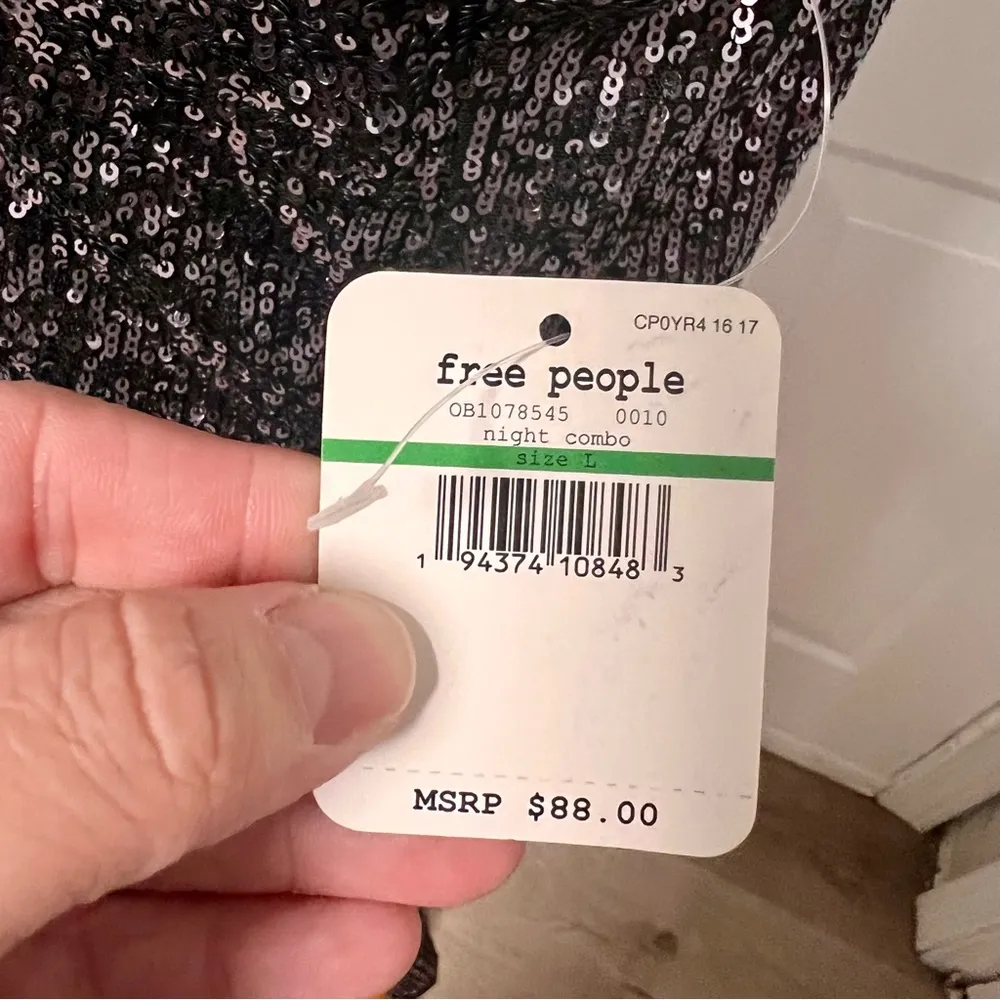 CP0YR4 16 17
free people
OB1078545 0010
night combo
size L
1 94374 10848 3
MSRP $88.00